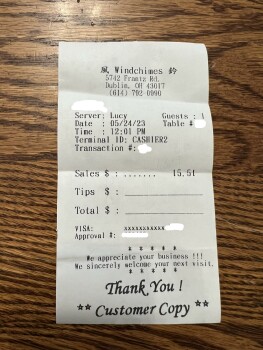 風 Windchimes 鈴
5742 Frantz Rd.
Dublin, OH 43017
(614) 792-0990
Server: Lucy Guests : 1
Date : 05/24/23 Table #
Time : 12:01 PM
Terminal ID: CASHIER2
Transaction #:
Sales $ : ....... 15.51
Tips $ :
Total $ :
VISA: xxxxxxxxxxx
Approval #:
* * * * *
We appreciate your business !!!
We sincerely welcome your next visit.
* * * * *
Thank You !
** Customer Copy **